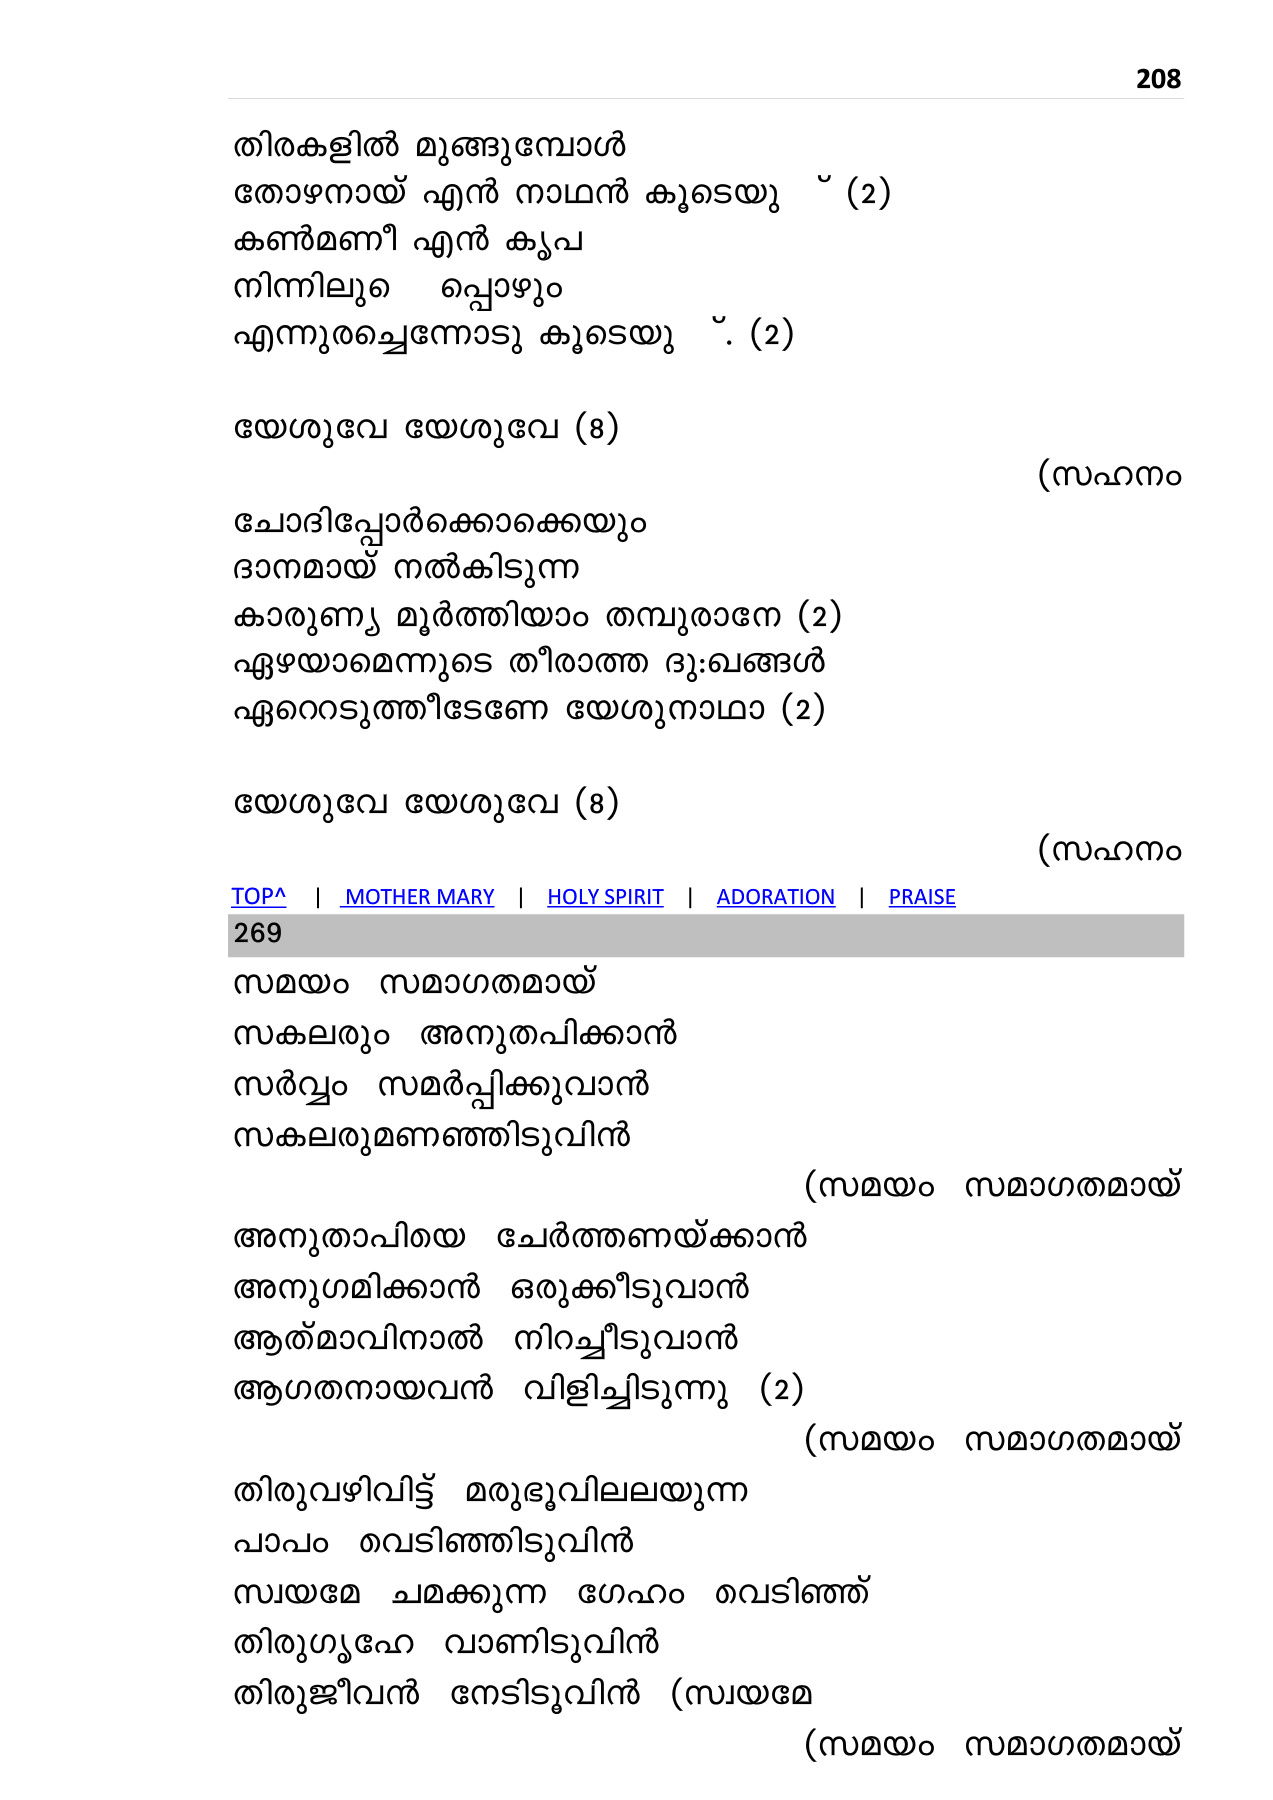 208
തിരകളിൽ മുങ്ങുമ്പോൾ
തോഴനായ് എൻ നാഥൻ കൂടെയു ് (2)
കൺമണീ എൻ കൃപ
നിന്നിലുെ പ്പൊഴും
എന്നുരച്ചെന്നോടു കൂടെയു ്. (2)
യേശുവേ യേശുവേ (8)
(സഹനം
ചോദിപ്പോർക്കൊക്കെയും
ദാനമായ് നൽകിടുന്ന
കാരുണ്യ മൂർത്തിയാം തമ്പുരാനേ (2)
ഏഴയാമെന്നുടെ തീരാത്ത ദു:ഖങ്ങൾ
ഏറെറടുത്തീടേണേ യേശുനാഥാ (2)
യേശുവേ യേശുവേ (8)
(സഹനം
TOP^ | MOTHER MARY | HOLY SPIRIT | ADORATION | PRAISE
269
സമയം സമാഗതമായ്
സകലരും അനുതപിക്കാൻ
സർവ്വം സമർപ്പിക്കുവാൻ
സകലരുമണഞ്ഞിടുവിൻ
(സമയം സമാഗതമായ്
അനുതാപിയെ ചേർത്തണയ്ക്കാൻ
അനുഗമിക്കാൻ ഒരുക്കീടുവാൻ
ആത്‌മാവിനാൽ നിറച്ചീടുവാൻ
ആഗതനായവൻ വിളിച്ചിടുന്നു (2)
(സമയം സമാഗതമായ്
തിരുവഴിവിട്ട് മരുഭൂവിലലയുന്ന
പാപം വെടിഞ്ഞിടുവിൻ
സ്വയമേ ചമക്കുന്ന ഗേഹം വെടിഞ്ഞ്
തിരുഗൃഹേ വാണിടുവിൻ
തിരുജീവൻ നേടിടൂവിൻ (സ്വയമേ
(സമയം സമാഗതമായ്